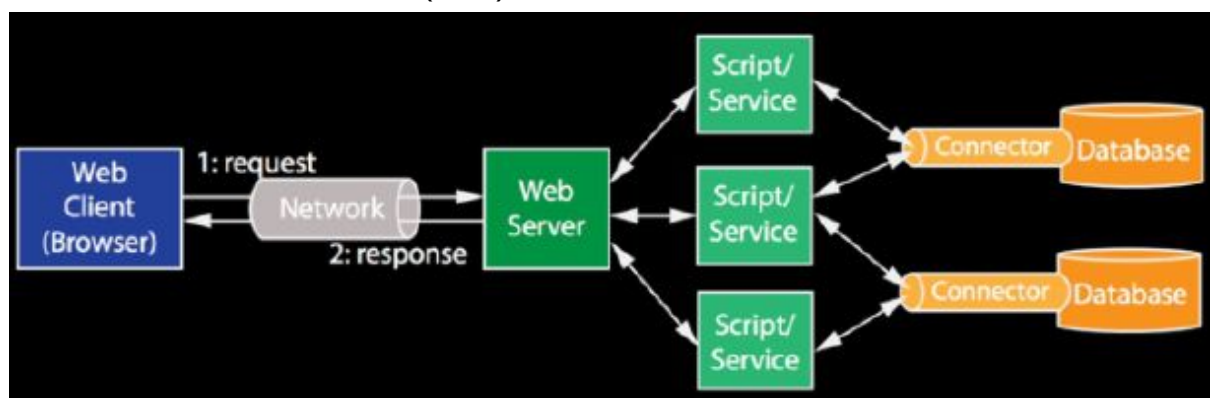 Web
Client
(Browser)
1: request
Network
2: response
Web
Server
Script/
Service
Script/
Service
Script/
Service
Connector
Database
Connector
Database